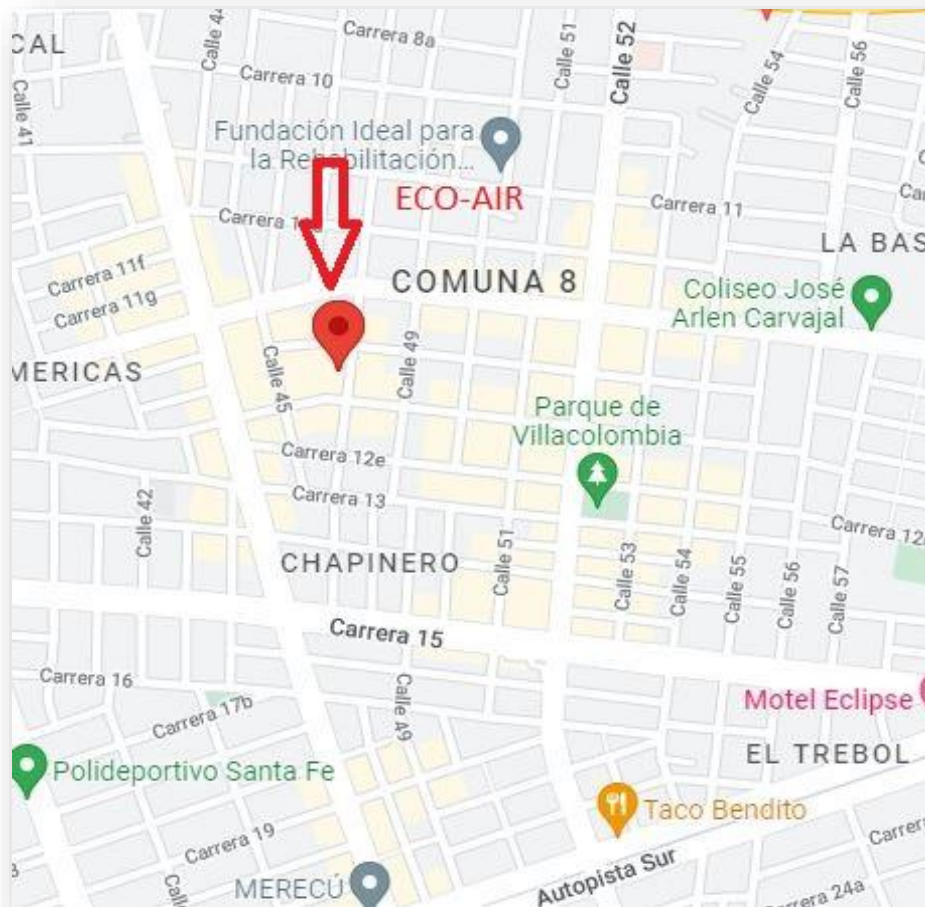 Calle 44
Carrera 8a
Calle 51
Calle 52
CAL
Calle 41
Carrera 10
Calle 54
Calle 56
Fundación Ideal para
la Rehabilitación...
ECO-AIR
Carrera 11
Carrera 1
LA BAS
Carrera 11f
Carrera 11g
COMUNA 8
Coliseo José
Arlen Carvajal
MERICAS
Calle 45
Calle 49
Parque de
Villacolombia
Carrera 12e
Carrera 13
Calle 42
Carrera 12
CHAPINERO
Calle 51
Calle 53
Calle 54
Calle 55
Calle 56
Calle 57
Carrera 15
Carrera 16
Carrera 17b
Calle 49
Motel Eclipse
EL TREBOL
Polideportivo Santa Fe
Taco Bendito
Carrera 19
Carrer
MERECÚ
Autopista Sur
Carrera 24a